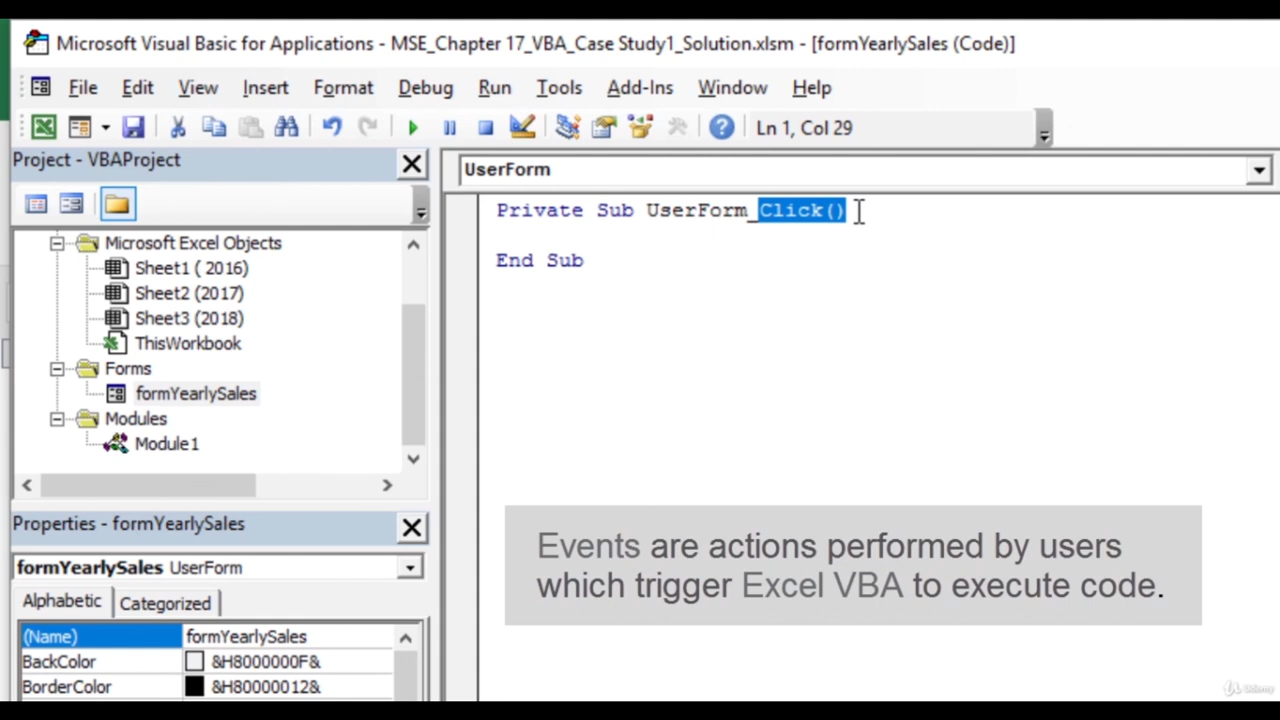 Microsoft Visual Basic for Applications - MSE_Chapter 17_VBA_Case Study1_Solution.xlsm - [formYearlySales (Code)]
File Edit View Insert Format Debug Run Tools Add-Ins Window Help
Ln 1, Col 29
Project - VBAProject
Microsoft Excel Objects
Sheet1 ( 2016)
Sheet2 (2017)
Sheet3 (2018)
ThisWorkbook
Forms
formYearlySales
Modules
Module1
Properties - formYearlySales
formYearlySales UserForm
Alphabetic Categorized
(Name) formYearlySales
BackColor &H8000000F&
BorderColor &H80000012&
UserForm
Private Sub UserForm_Click()
End Sub
Events are actions performed by users
which trigger Excel VBA to execute code.
Udemy